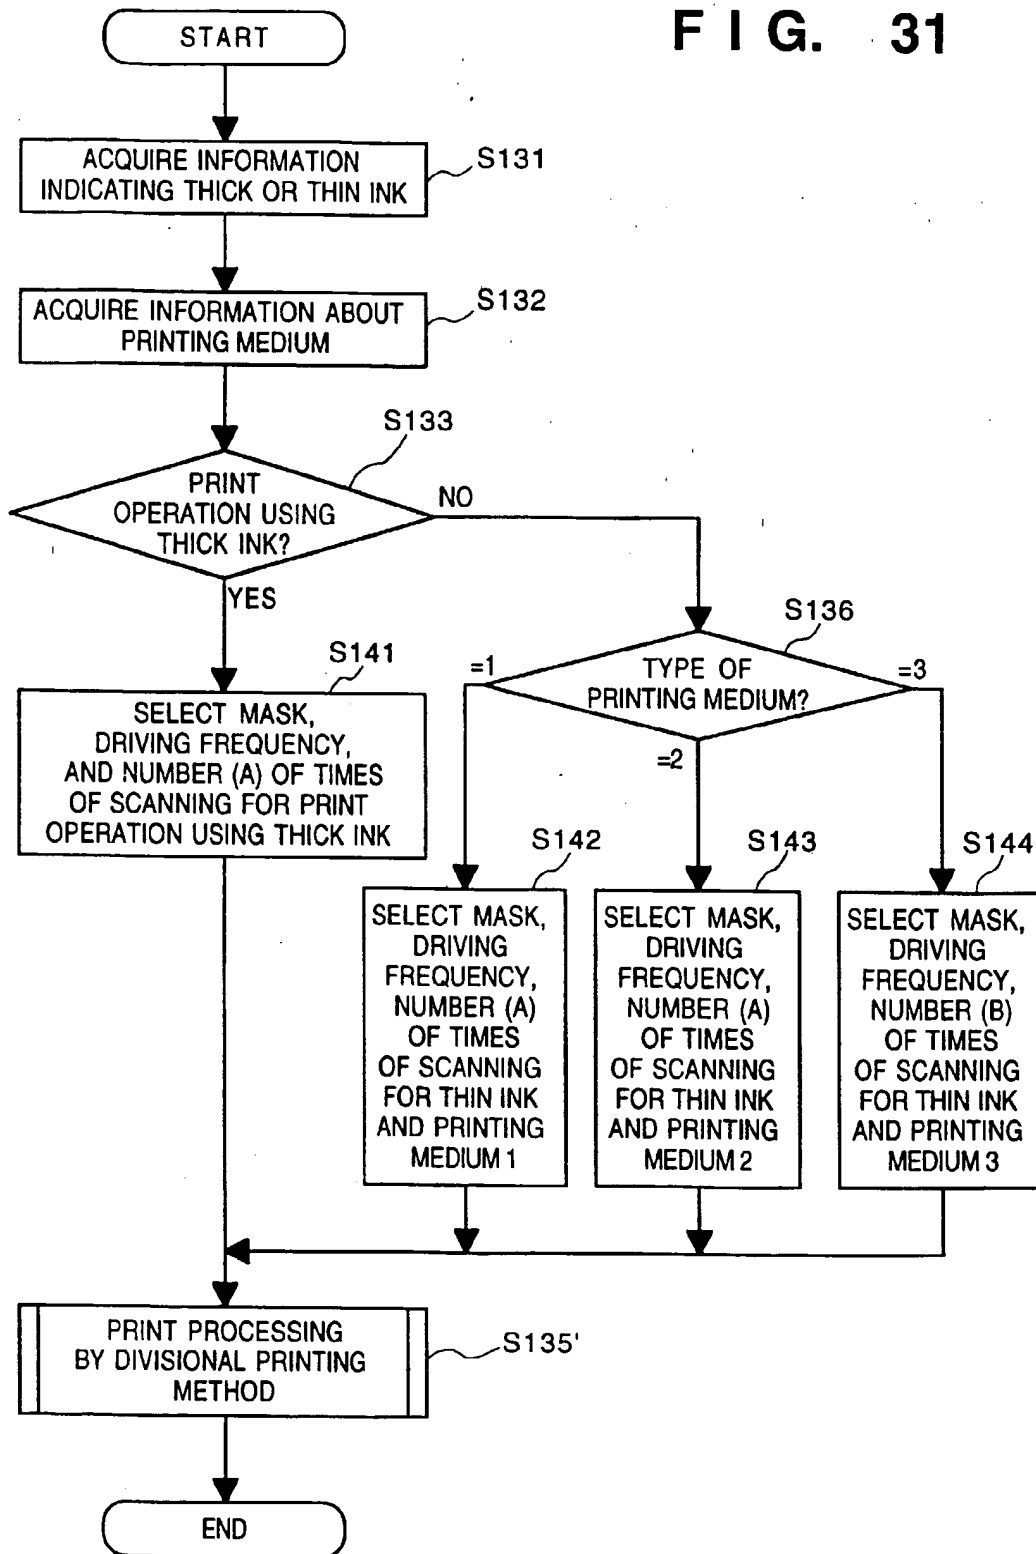 FIG. 31
START
ACQUIRE INFORMATION
INDICATING THICK OR THIN INK
S131
ACQUIRE INFORMATION ABOUT
PRINTING MEDIUM
S132
PRINT
OPERATION USING
THICK INK?
S133
NO
YES
S141
SELECT MASK,
DRIVING FREQUENCY,
AND NUMBER (A) OF TIMES
OF SCANNING FOR PRINT
OPERATION USING THICK INK
S136
TYPE OF
PRINTING MEDIUM?
=1
=2
=3
S142
SELECT MASK,
DRIVING
FREQUENCY,
NUMBER (A)
OF TIMES
OF SCANNING
FOR THIN INK
AND PRINTING
MEDIUM 1
S143
SELECT MASK,
DRIVING
FREQUENCY,
NUMBER (A)
OF TIMES
OF SCANNING
FOR THIN INK
AND PRINTING
MEDIUM 2
S144
SELECT MASK,
DRIVING
FREQUENCY,
NUMBER (B)
OF TIMES
OF SCANNING
FOR THIN INK
AND PRINTING
MEDIUM 3
PRINT PROCESSING
BY DIVISIONAL PRINTING
METHOD
S135'
END